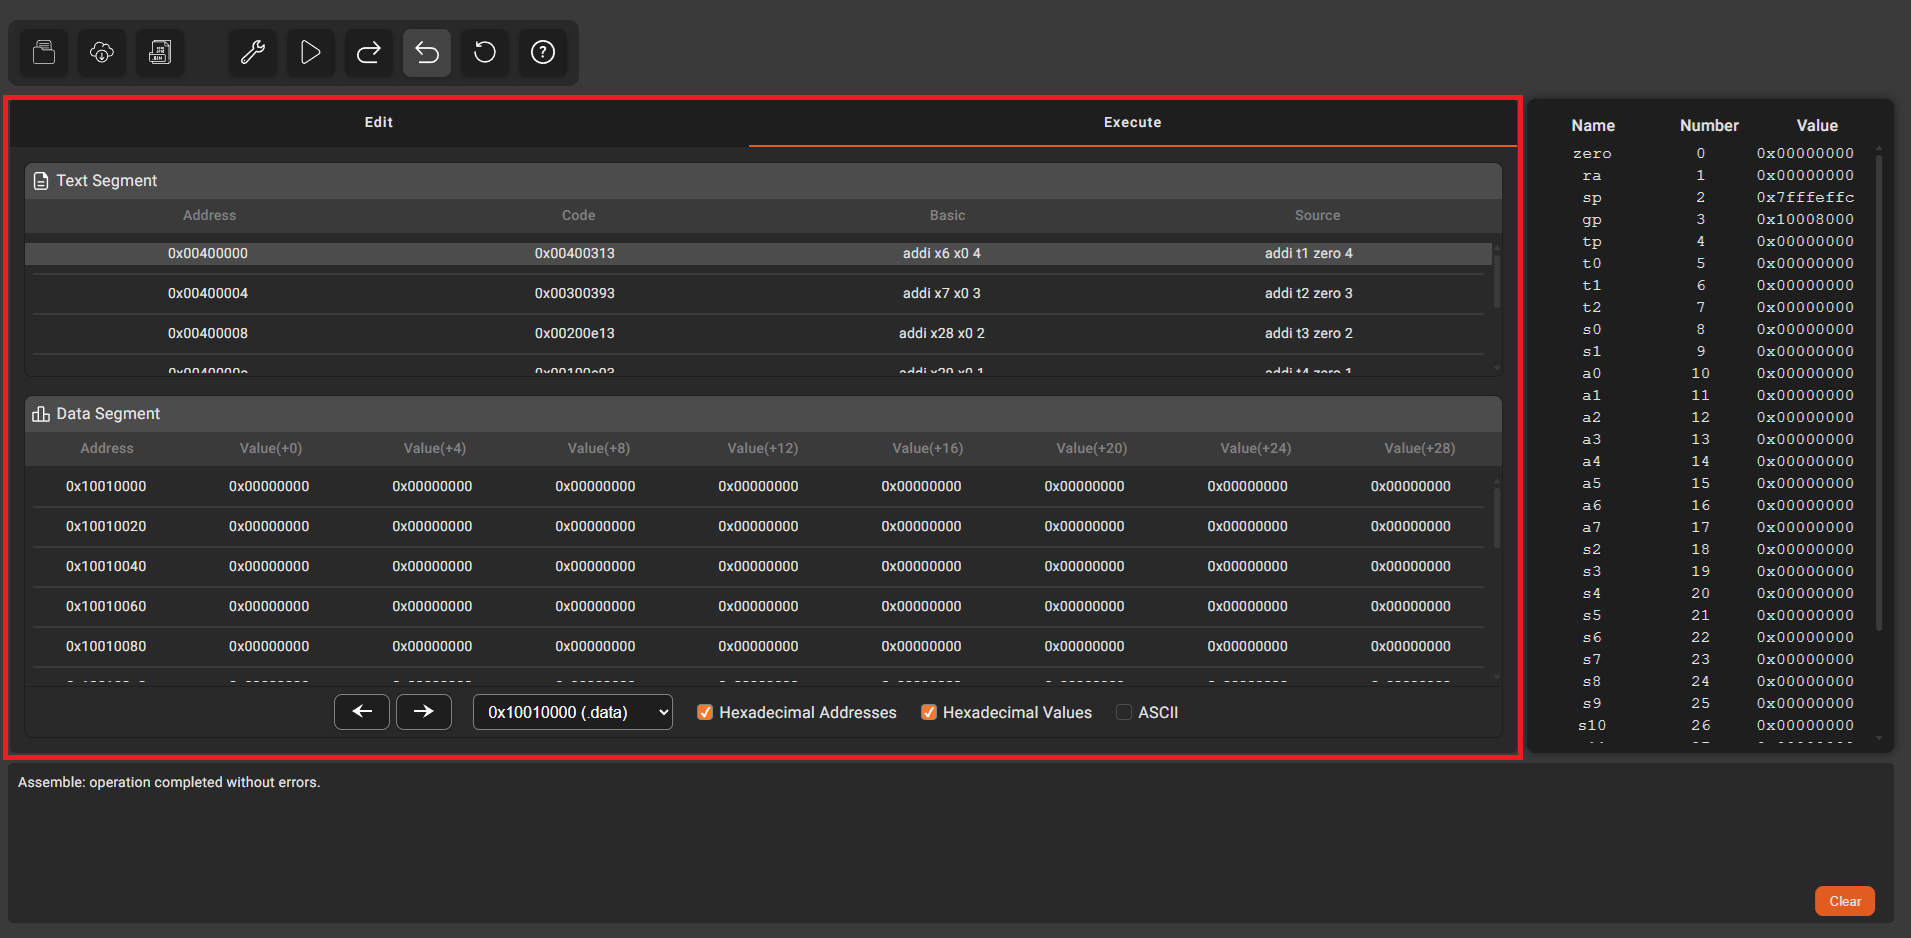 Edit Execute
Text Segment
Address Code Basic Source
0x00400000 0x00400313 addi x6 x0 4 addi t1 zero 4
0x00400004 0x00300393 addi x7 x0 3 addi t2 zero 3
0x00400008 0x00200e13 addi x28 x0 2 addi t3 zero 2
0x0040000c 0x00100e93 addi x29 x0 1 addi t4 zero 1
Data Segment
Address Value(+0) Value(+4) Value(+8) Value(+12) Value(+16) Value(+20) Value(+24) Value(+28)
0x10010000 0x00000000 0x00000000 0x00000000 0x00000000 0x00000000 0x00000000 0x00000000 0x00000000
0x10010020 0x00000000 0x00000000 0x00000000 0x00000000 0x00000000 0x00000000 0x00000000 0x00000000
0x10010040 0x00000000 0x00000000 0x00000000 0x00000000 0x00000000 0x00000000 0x00000000 0x00000000
0x10010060 0x00000000 0x00000000 0x00000000 0x00000000 0x00000000 0x00000000 0x00000000 0x00000000
0x10010080 0x00000000 0x00000000 0x00000000 0x00000000 0x00000000 0x00000000 0x00000000 0x00000000
0x10010000 (.data) Hexadecimal Addresses Hexadecimal Values ASCII
Name Number Value
zero 0 0x00000000
ra 1 0x00000000
sp 2 0x7fffeffc
gp 3 0x10008000
tp 4 0x00000000
t0 5 0x00000000
t1 6 0x00000000
t2 7 0x00000000
s0 8 0x00000000
s1 9 0x00000000
a0 10 0x00000000
a1 11 0x00000000
a2 12 0x00000000
a3 13 0x00000000
a4 14 0x00000000
a5 15 0x00000000
a6 16 0x00000000
a7 17 0x00000000
s2 18 0x00000000
s3 19 0x00000000
s4 20 0x00000000
s5 21 0x00000000
s6 22 0x00000000
s7 23 0x00000000
s8 24 0x00000000
s9 25 0x00000000
s10 26 0x00000000
Assemble: operation completed without errors.
Clear